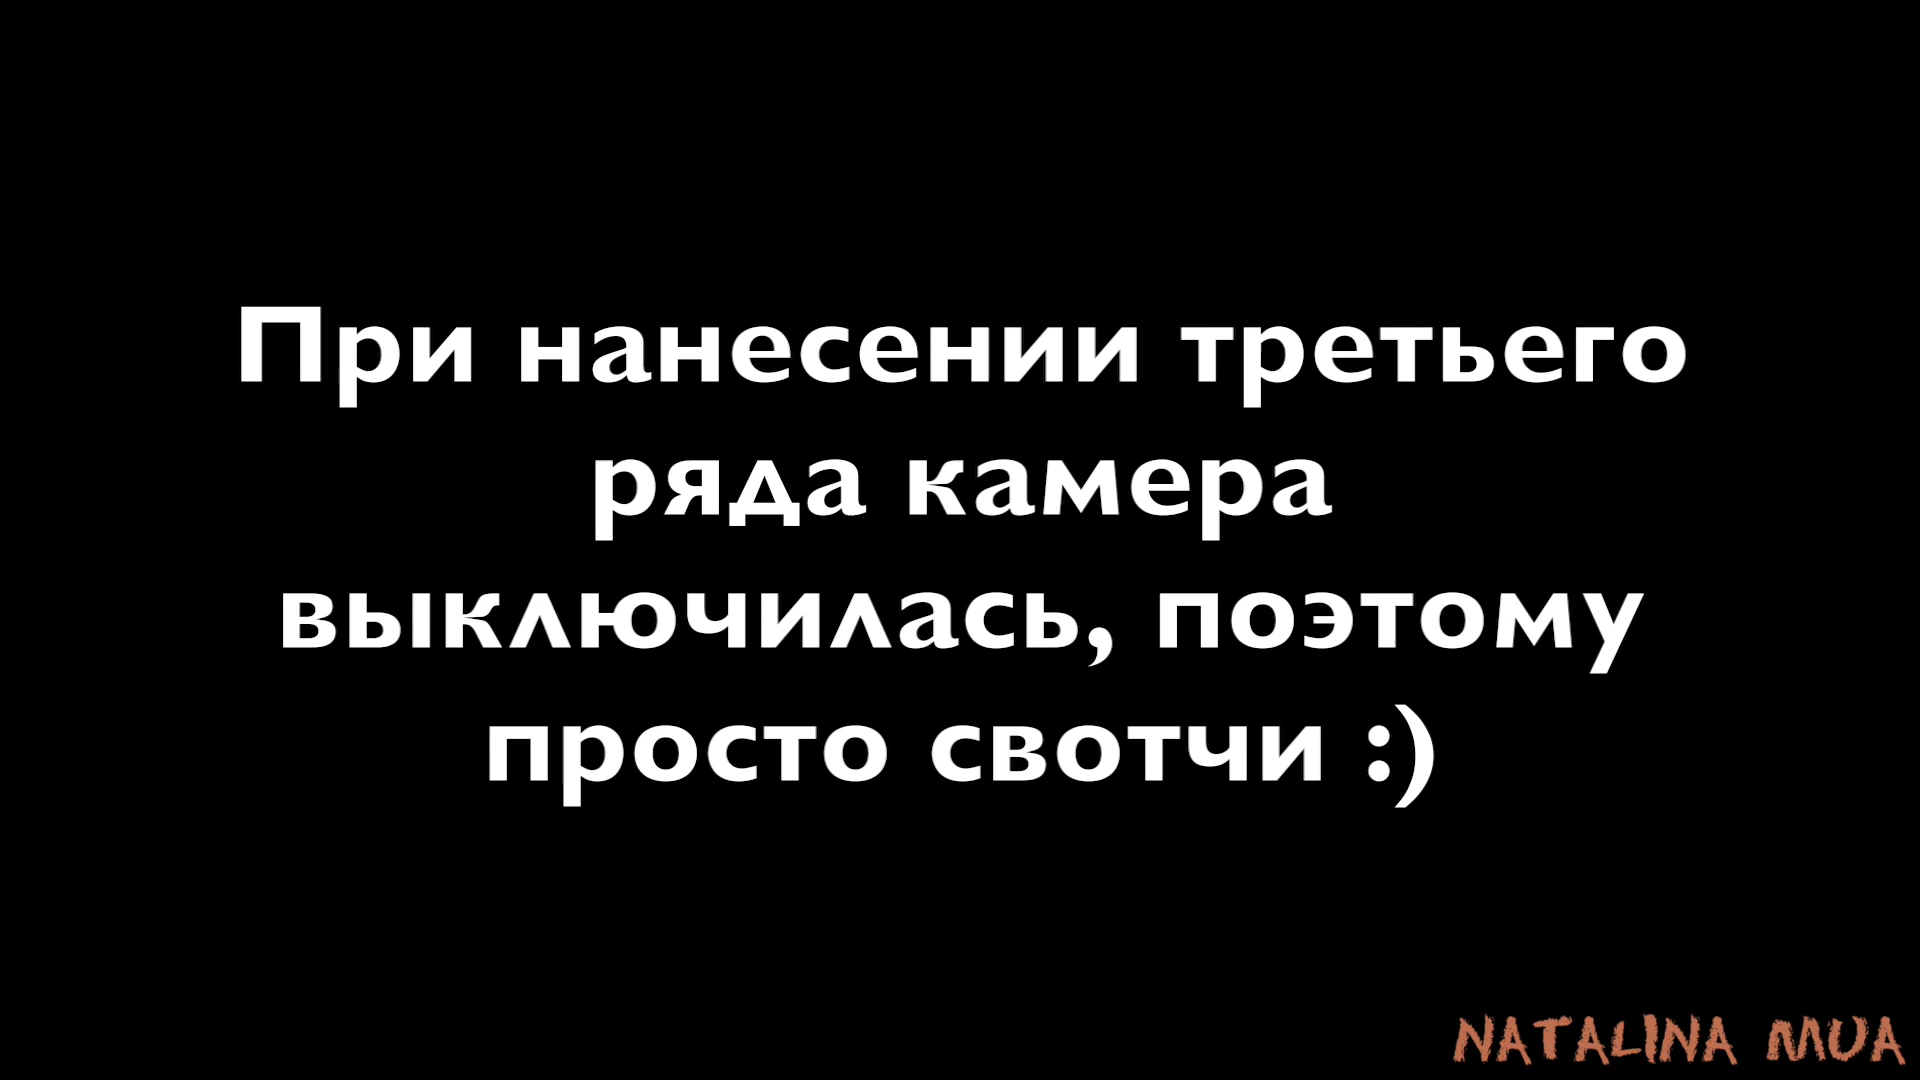 При нанесении третьего
ряда камера
выключилась, поэтому
просто свотчи :)
NATALINA MUA